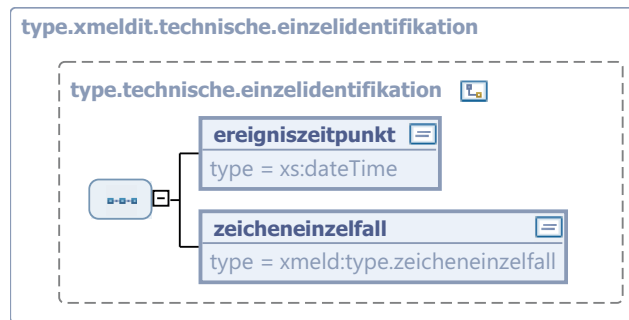 type.xmeldit.technische.einzelidentifikation
type.technische.einzelidentifikation
ereigniszeitpunkt
type = xs:dateTime
zeicheneinzelfall
type = xmeld:type.zeicheneinzelfall